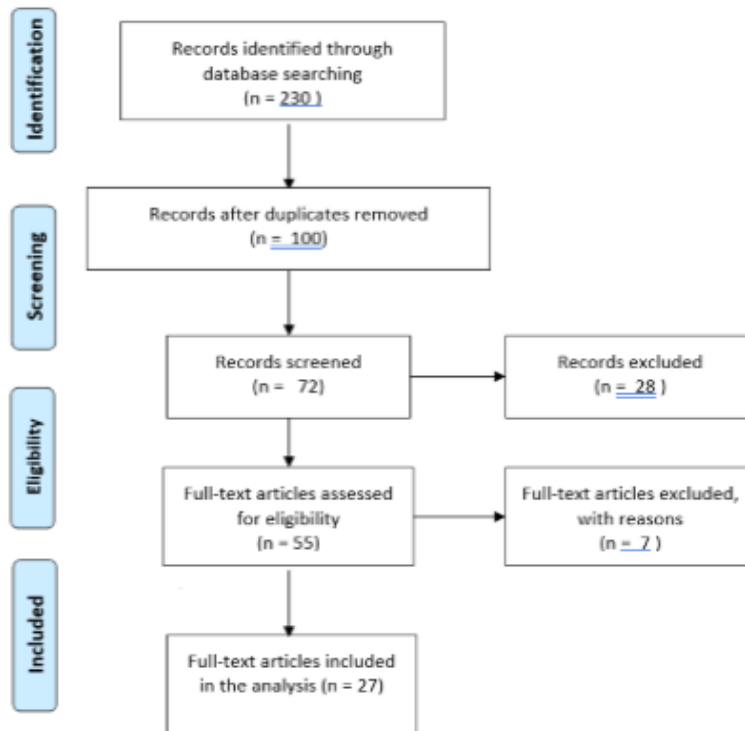 Identification
Records identified through
database searching
(n = 230 )
Screening
Records after duplicates removed
(n = 100)
Records screened
(n = 72)
Records excluded
(n = 28 )
Eligibility
Full-text articles assessed
for eligibility
(n = 55)
Full-text articles excluded,
with reasons
(n = 7 )
Included
Full-text articles included
in the analysis (n = 27)